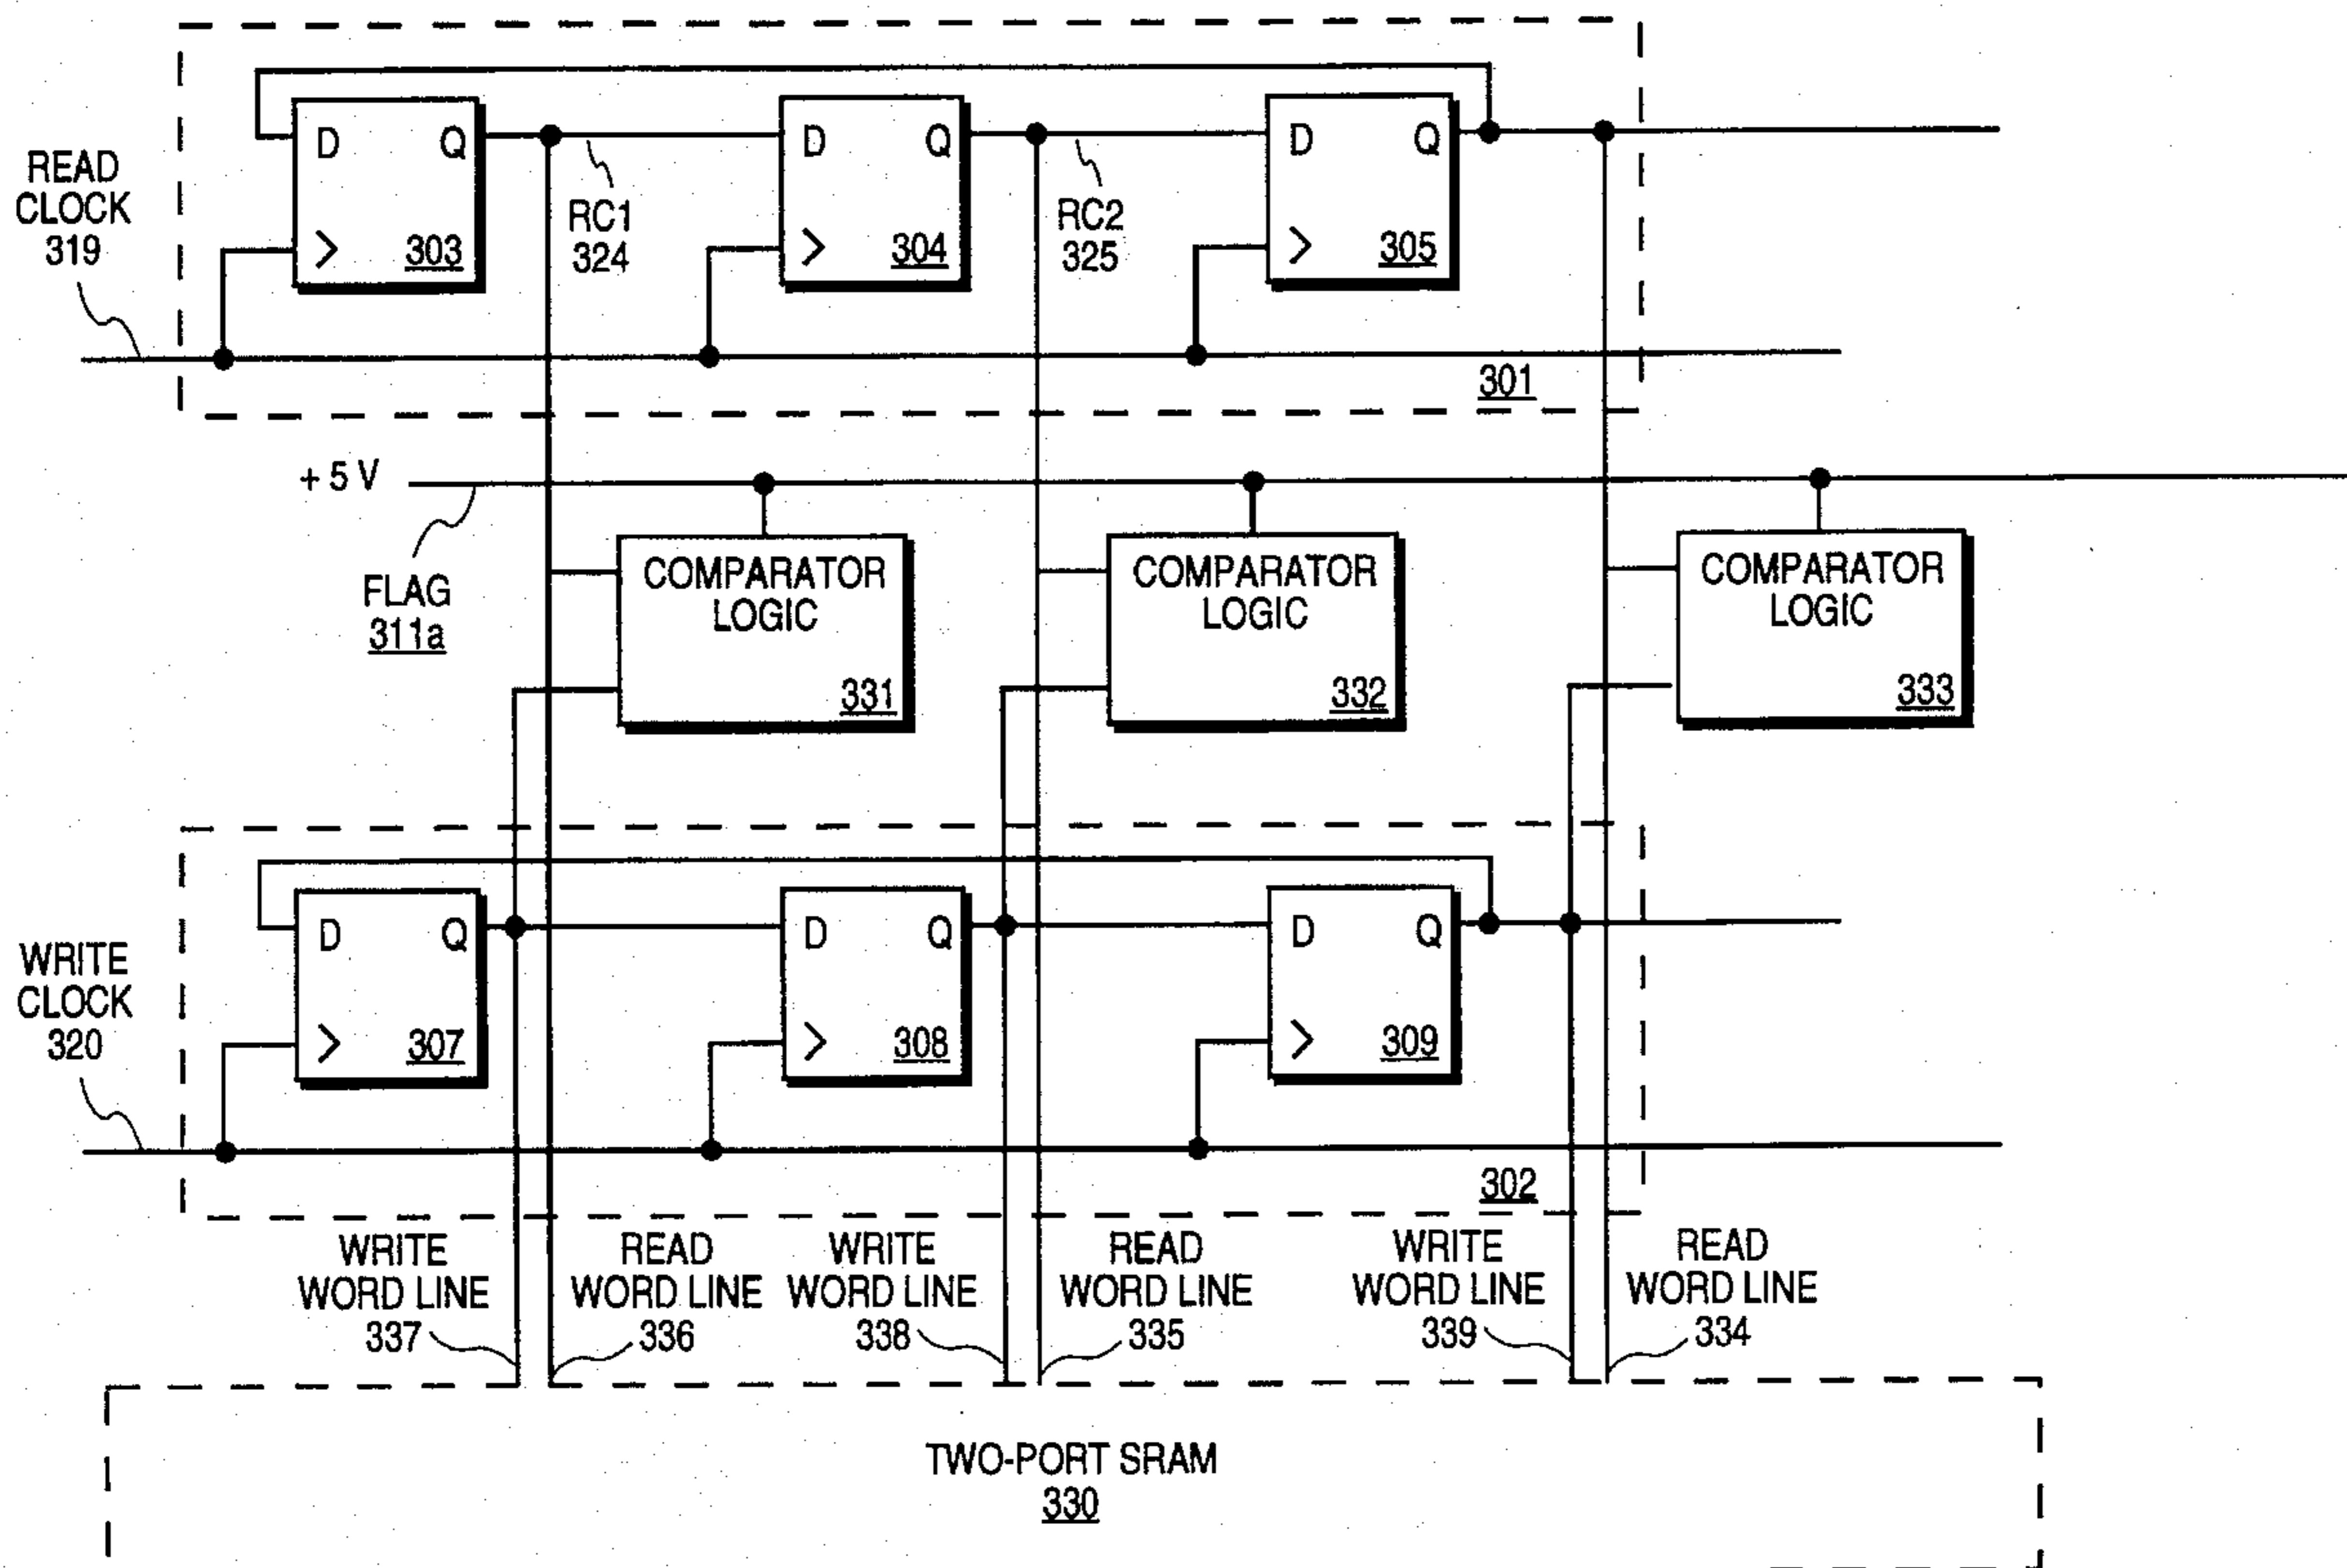 D Q
D Q
D Q
READ
CLOCK
319
RC1
324
RC2
325
>
303
>
304
>
305
301
+ 5 V
FLAG
311a
COMPARATOR
LOGIC
331
COMPARATOR
LOGIC
332
COMPARATOR
LOGIC
333
D Q
D Q
D Q
WRITE
CLOCK
320
>
307
>
308
>
309
302
WRITE
WORD LINE
337
READ
WORD LINE
336
WRITE
WORD LINE
338
READ
WORD LINE
335
WRITE
WORD LINE
339
READ
WORD LINE
334
TWO-PORT SRAM
330